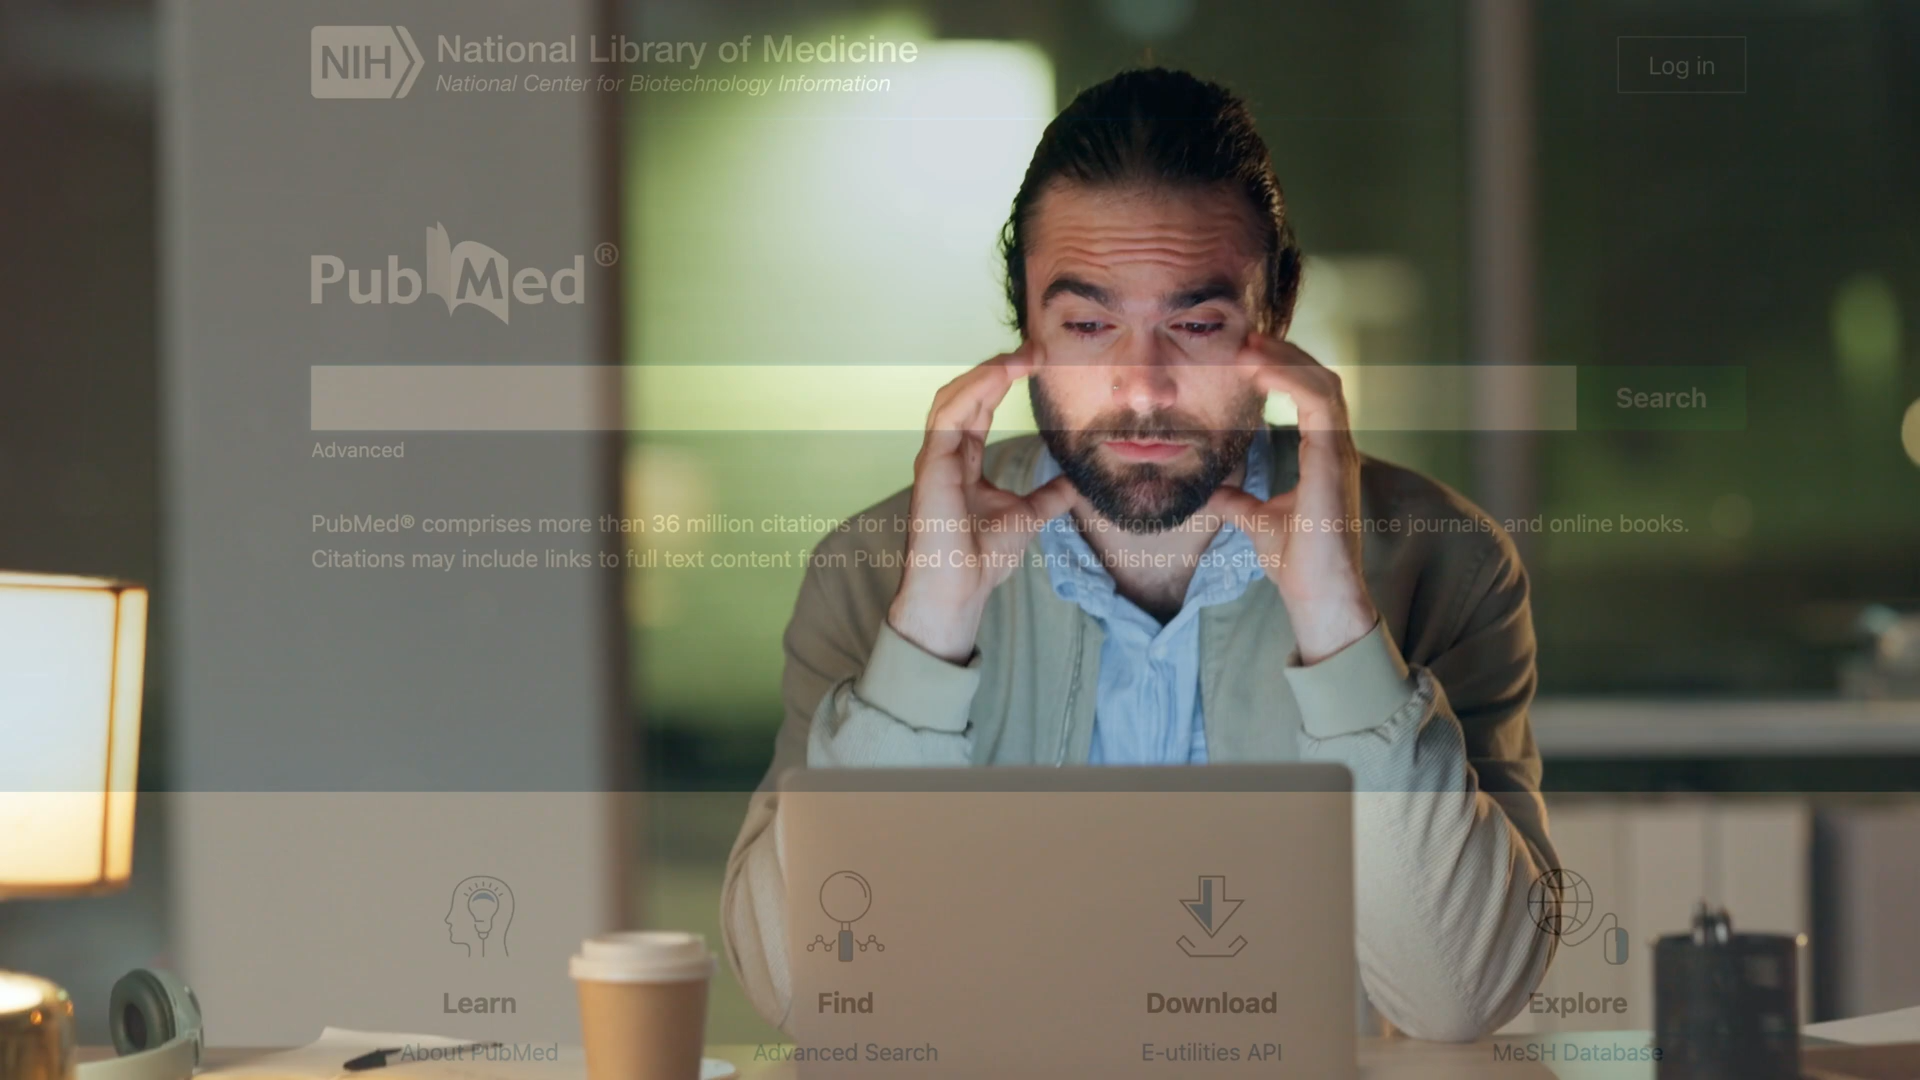 NIH National Library of Medicine
National Center for Biotechnology Information
Log in
PubMed®
Search
Advanced
PubMed® comprises more than 36 million citations for biomedical literature from MEDLINE, life science journals, and online books.
Citations may include links to full text content from PubMed Central and publisher web sites.
Learn
Find
Download
Explore
About PubMed
Advanced Search
E-utilities API
MeSH Database